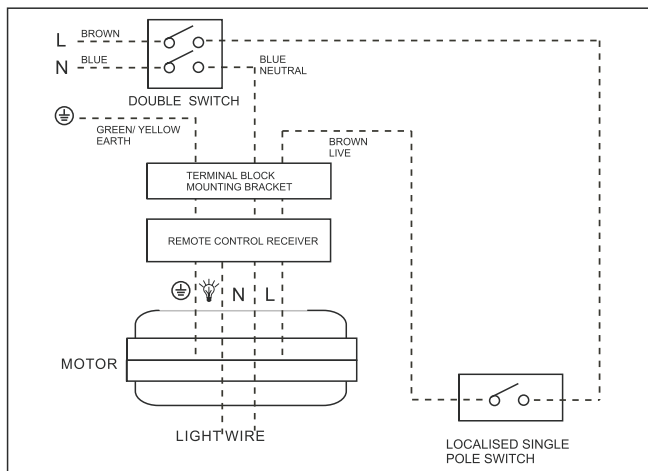 L BROWN
N BLUE
DOUBLE SWITCH
BLUE
NEUTRAL
GREEN/ YELLOW
EARTH
BROWN
LIVE
TERMINAL BLOCK
MOUNTING BRACKET
REMOTE CONTROL RECEIVER
N L
MOTOR
LIGHT WIRE
LOCALISED SINGLE
POLE SWITCH